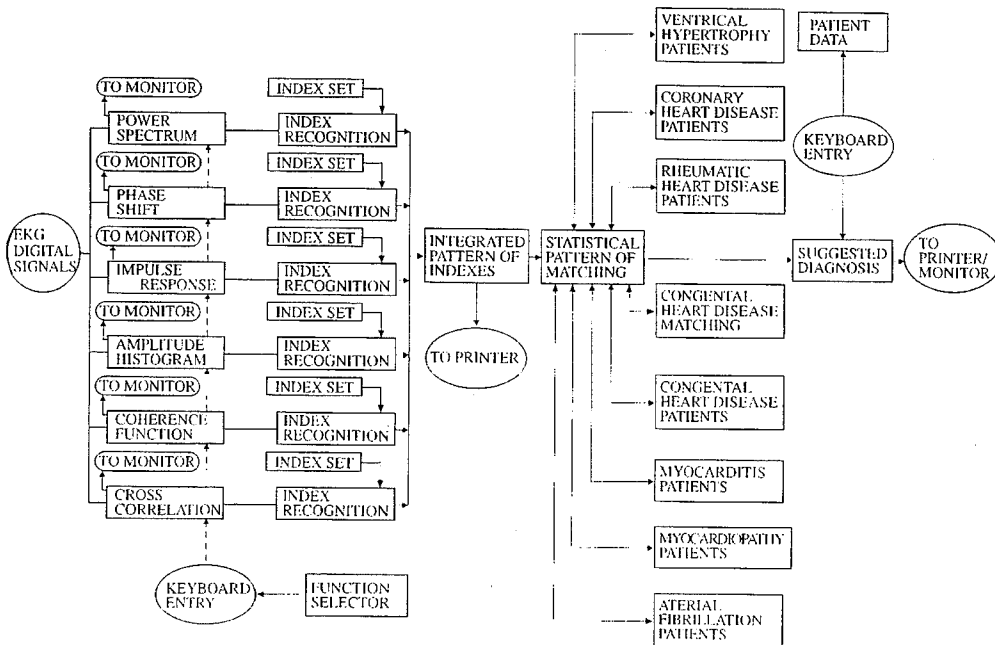 TO MONITOR
INDEX SET
POWER
SPECTRUM
INDEX
RECOGNITION
TO MONITOR
INDEX SET
PHASE
SHIFT
INDEX
RECOGNITION
EKG
DIGITAL
SIGNALS
TO MONITOR
INDEX SET
IMPULSE
RESPONSE
INDEX
RECOGNITION
TO MONITOR
INDEX SET
AMPLITUDE
HISTOGRAM
INDEX
RECOGNITION
TO MONITOR
INDEX SET
COHERENCE
FUNCTION
INDEX
RECOGNITION
TO MONITOR
INDEX SET
CROSS
CORRELATION
INDEX
RECOGNITION
KEYBOARD
ENTRY
FUNCTION
SELECTOR
INTEGRATED
PATTERN OF
INDEXES
TO PRINTER
STATISTICAL
PATTERN OF
MATCHING
VENTRICAL
HYPERTROPHY
PATIENTS
CORONARY
HEART DISEASE
PATIENTS
RHEUMATIC
HEART DISEASE
PATIENTS
CONGENTAL
HEART DISEASE
MATCHING
CONGENTAL
HEART DISEASE
PATIENTS
MYOCARDITIS
PATIENTS
MYOCARDIOPATHY
PATIENTS
ATERIAL
FIBRILLATION
PATIENTS
PATIENT
DATA
KEYBOARD
ENTRY
SUGGESTED
DIAGNOSIS
TO
PRINTER/
MONITOR